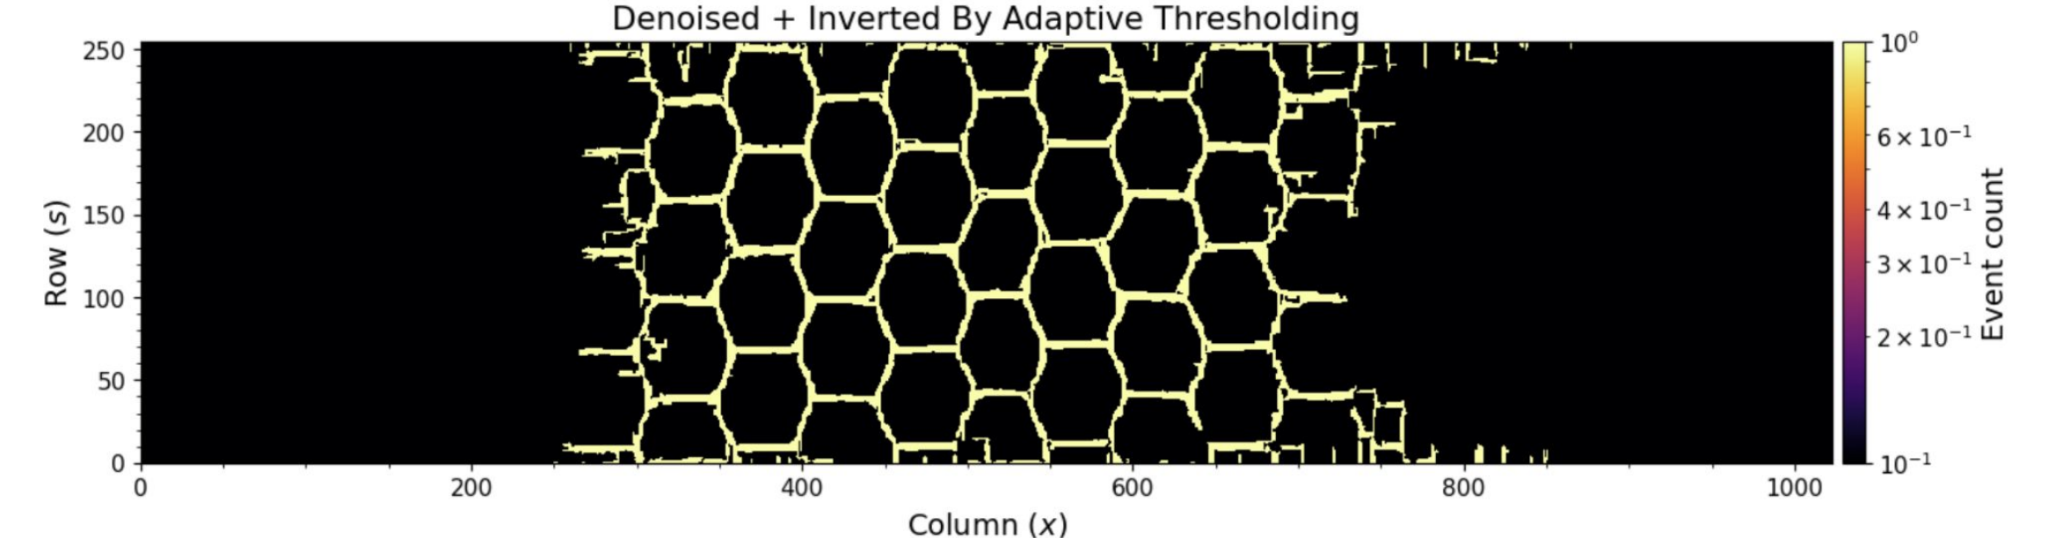 Denoised + Inverted By Adaptive Thresholding
250
200
150
100
50
0
Row (s)
0 200 400 600 800 1000
Column (x)
10⁰
6 × 10⁻¹
4 × 10⁻¹
3 × 10⁻¹
2 × 10⁻¹
10⁻¹
Event count